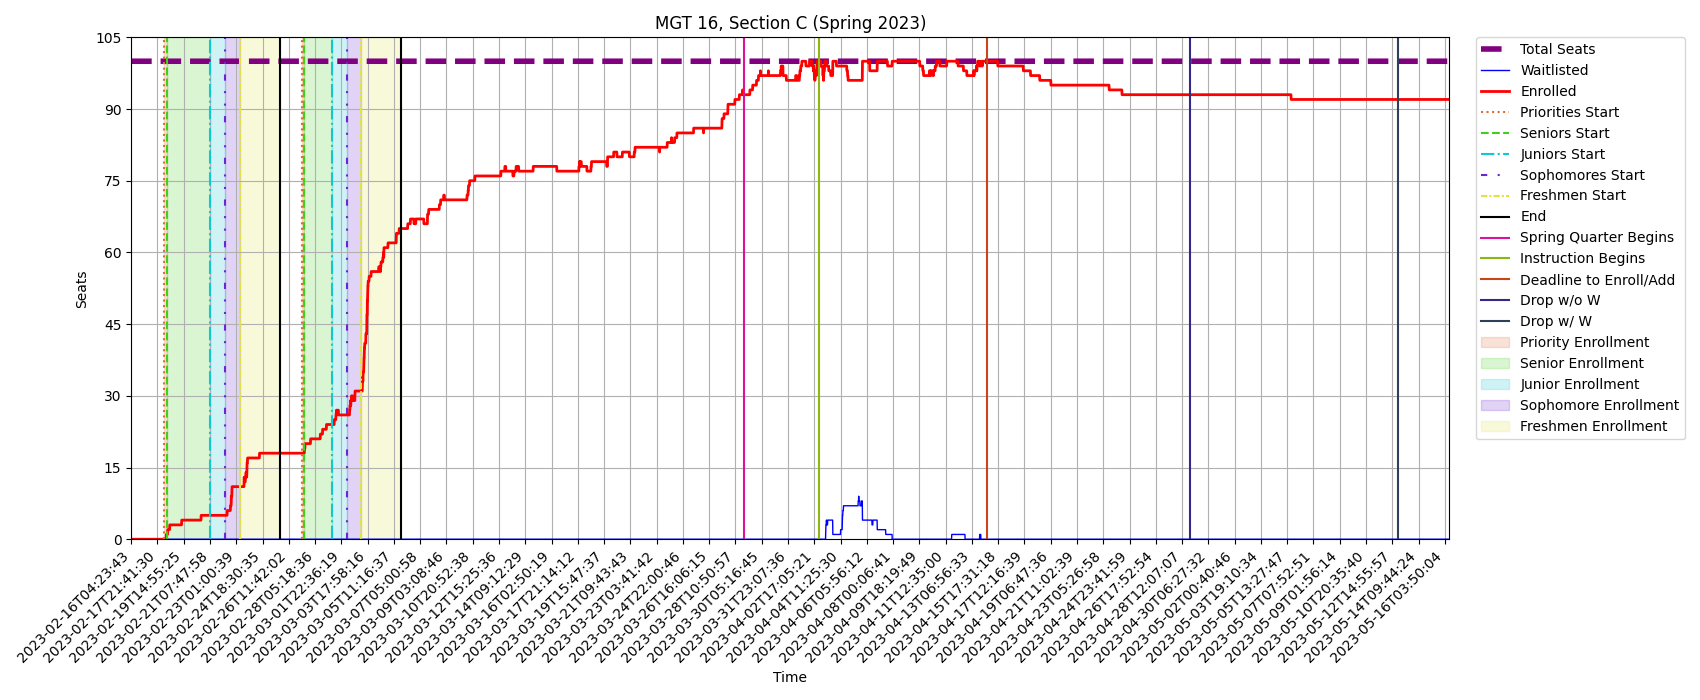 MGT 16, Section C (Spring 2023)
Seats
105
90
75
60
45
30
15
0
2023-02-16T04:23:43
2023-02-17T21:41:30
2023-02-19T14:55:25
2023-02-21T07:47:58
2023-02-23T01:00:39
2023-02-24T18:30:35
2023-02-26T11:42:02
2023-02-28T05:18:36
2023-03-01T22:36:19
2023-03-03T17:58:16
2023-03-05T11:16:37
2023-03-07T05:00:58
2023-03-09T03:08:46
2023-03-10T20:52:38
2023-03-12T15:25:36
2023-03-14T09:12:29
2023-03-16T02:50:19
2023-03-17T21:14:12
2023-03-19T15:47:37
2023-03-21T09:43:43
2023-03-23T03:41:42
2023-03-24T22:00:46
2023-03-26T16:06:15
2023-03-28T10:50:57
2023-03-30T05:16:45
2023-03-31T23:07:36
2023-04-02T17:05:21
2023-04-04T11:25:30
2023-04-06T05:56:12
2023-04-08T00:06:41
2023-04-09T18:19:49
2023-04-11T12:35:00
2023-04-13T06:56:33
2023-04-15T17:31:18
2023-04-17T12:16:39
2023-04-19T06:47:36
2023-04-21T11:02:39
2023-04-23T05:26:58
2023-04-24T23:41:59
2023-04-26T17:52:54
2023-04-28T12:07:07
2023-04-30T06:27:32
2023-05-02T00:40:46
2023-05-03T19:10:34
2023-05-05T13:27:47
2023-05-07T07:52:51
2023-05-09T01:56:14
2023-05-10T20:35:40
2023-05-12T14:55:57
2023-05-14T09:44:24
2023-05-16T03:50:04
Time
Total Seats
Waitlisted
Enrolled
Priorities Start
Seniors Start
Juniors Start
Sophomores Start
Freshmen Start
End
Spring Quarter Begins
Instruction Begins
Deadline to Enroll/Add
Drop w/o W
Drop w/ W
Priority Enrollment
Senior Enrollment
Junior Enrollment
Sophomore Enrollment
Freshmen Enrollment